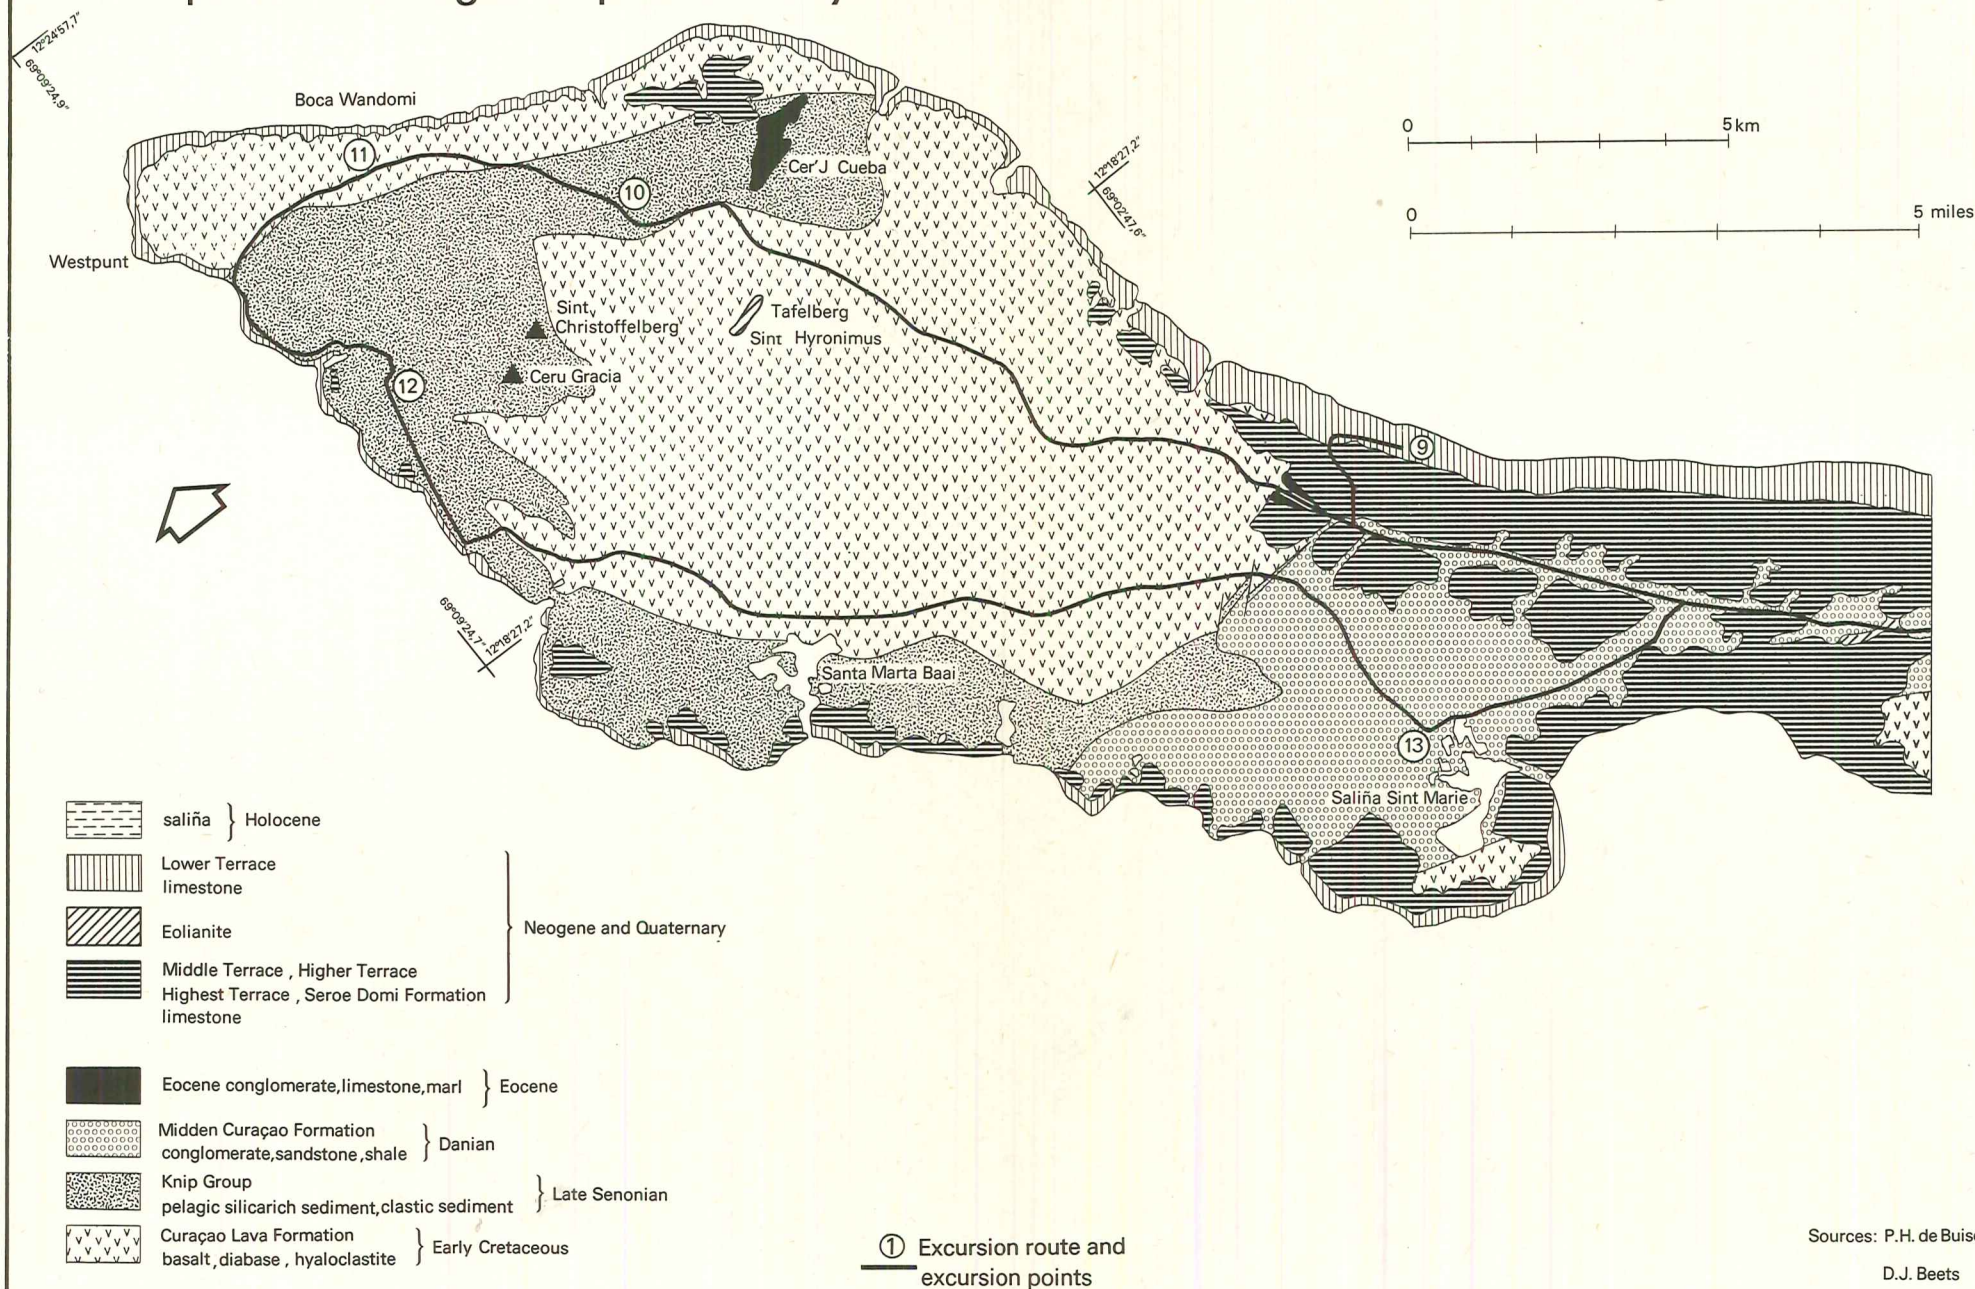 12°24'57,7"
69°09'24,9"
Boca Wandomi
11
10
Cer'J Cueba
12°18'27.2"
69°02'47,6"
0 5 km
0 5 miles
Westpunt
Sint
Christoffelberg
Tafelberg
Sint Hyronimus
Ceru Gracia
12
9
69°09'24.7"
12°18'27.2"
Santa Marta Baai
13
Saliña Sint Marie
saliña } Holocene
Lower Terrace
limestone
Eolianite
Neogene and Quaternary
Middle Terrace , Higher Terrace
Highest Terrace , Seroe Domi Formation
limestone
Eocene conglomerate,limestone,marl } Eocene
Midden Curaçao Formation
conglomerate,sandstone,shale } Danian
Knip Group
pelagic silicarich sediment,clastic sediment } Late Senonian
Curaçao Lava Formation
basalt,diabase , hyaloclastite } Early Cretaceous
1 Excursion route and
excursion points
Sources: P.H. de Buis
D.J. Beets